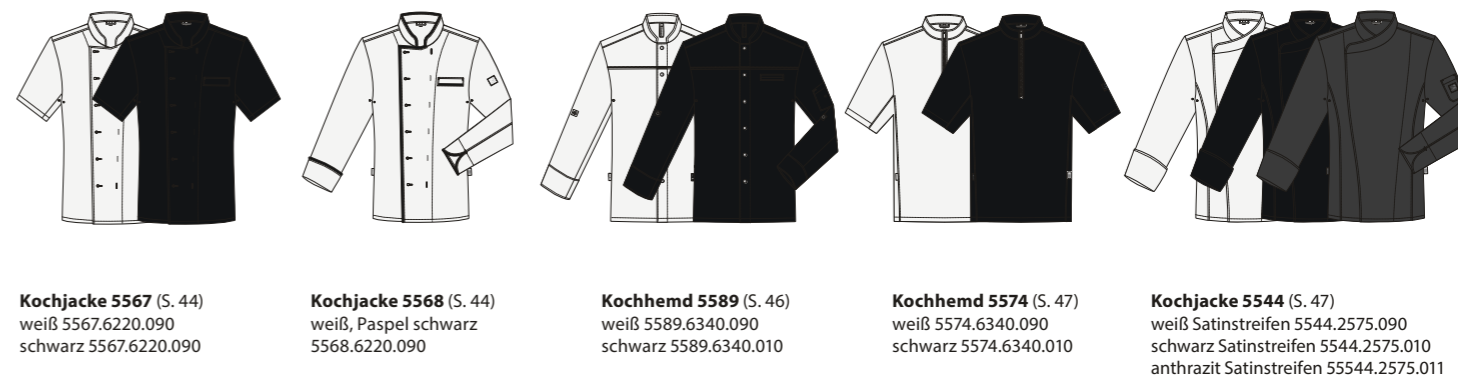 Kochjacke 5567 (S. 44)
weiß 5567.6220.090
schwarz 5567.6220.090
Kochjacke 5568 (S. 44)
weiß, Paspel schwarz
5568.6220.090
Kochhemd 5589 (S. 46)
weiß 5589.6340.090
schwarz 5589.6340.010
Kochhemd 5574 (S. 47)
weiß 5574.6340.090
schwarz 5574.6340.010
Kochjacke 5544 (S. 47)
weiß Satinstreifen 5544.2575.090
schwarz Satinstreifen 5544.2575.010
anthrazit Satinstreifen 55544.2575.011